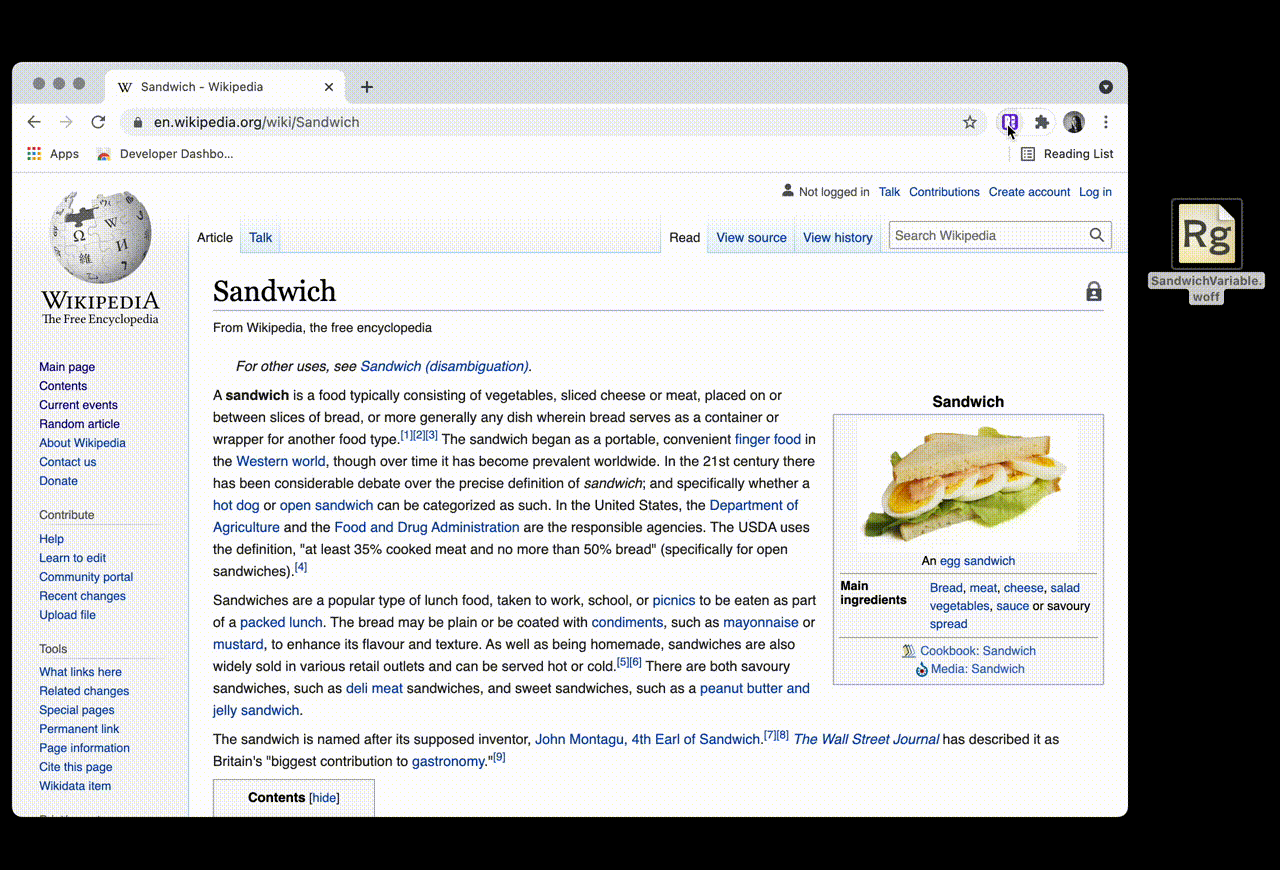 Sandwich - Wikipedia
en.wikipedia.org/wiki/Sandwich
Apps
Developer Dashbo...
Reading List
Not logged in Talk Contributions Create account Log in
Article Talk
Read View source View history
Search Wikipedia
WIKIPEDIA
The Free Encyclopedia
Main page
Contents
Current events
Random article
About Wikipedia
Contact us
Donate
Contribute
Help
Learn to edit
Community portal
Recent changes
Upload file
Tools
What links here
Related changes
Special pages
Permanent link
Page information
Cite this page
Wikidata item
Sandwich
From Wikipedia, the free encyclopedia
For other uses, see Sandwich (disambiguation).
A sandwich is a food typically consisting of vegetables, sliced cheese or meat, placed on or
between slices of bread, or more generally any dish wherein bread serves as a container or
wrapper for another food type.[1][2][3] The sandwich began as a portable, convenient finger food in
the Western world, though over time it has become prevalent worldwide. In the 21st century there
has been considerable debate over the precise definition of sandwich; and specifically whether a
hot dog or open sandwich can be categorized as such. In the United States, the Department of
Agriculture and the Food and Drug Administration are the responsible agencies. The USDA uses
the definition, "at least 35% cooked meat and no more than 50% bread" (specifically for open
sandwiches).[4]
Sandwiches are a popular type of lunch food, taken to work, school, or picnics to be eaten as part
of a packed lunch. The bread may be plain or be coated with condiments, such as mayonnaise or
mustard, to enhance its flavour and texture. As well as being homemade, sandwiches are also
widely sold in various retail outlets and can be served hot or cold.[5][6] There are both savoury
sandwiches, such as deli meat sandwiches, and sweet sandwiches, such as a peanut butter and
jelly sandwich.
The sandwich is named after its supposed inventor, John Montagu, 4th Earl of Sandwich.[7][8] The Wall Street Journal has described it as
Britain's "biggest contribution to gastronomy."[9]
Contents [hide]
Sandwich
An egg sandwich
Main
ingredients
Bread, meat, cheese, salad
vegetables, sauce or savoury
spread
Cookbook: Sandwich
Media: Sandwich
Rg
SandwichVariable.
woff